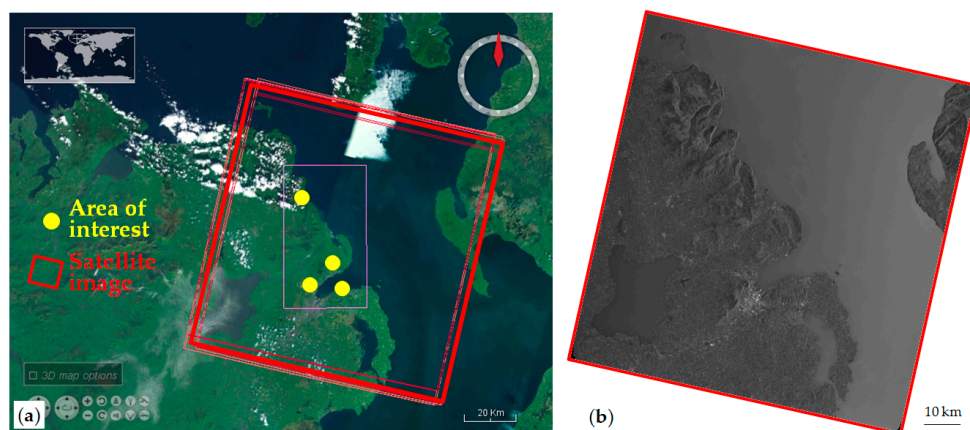 Area of
interest
Satellite
image
3D map options
20 Km
(a)
(b)
10 km